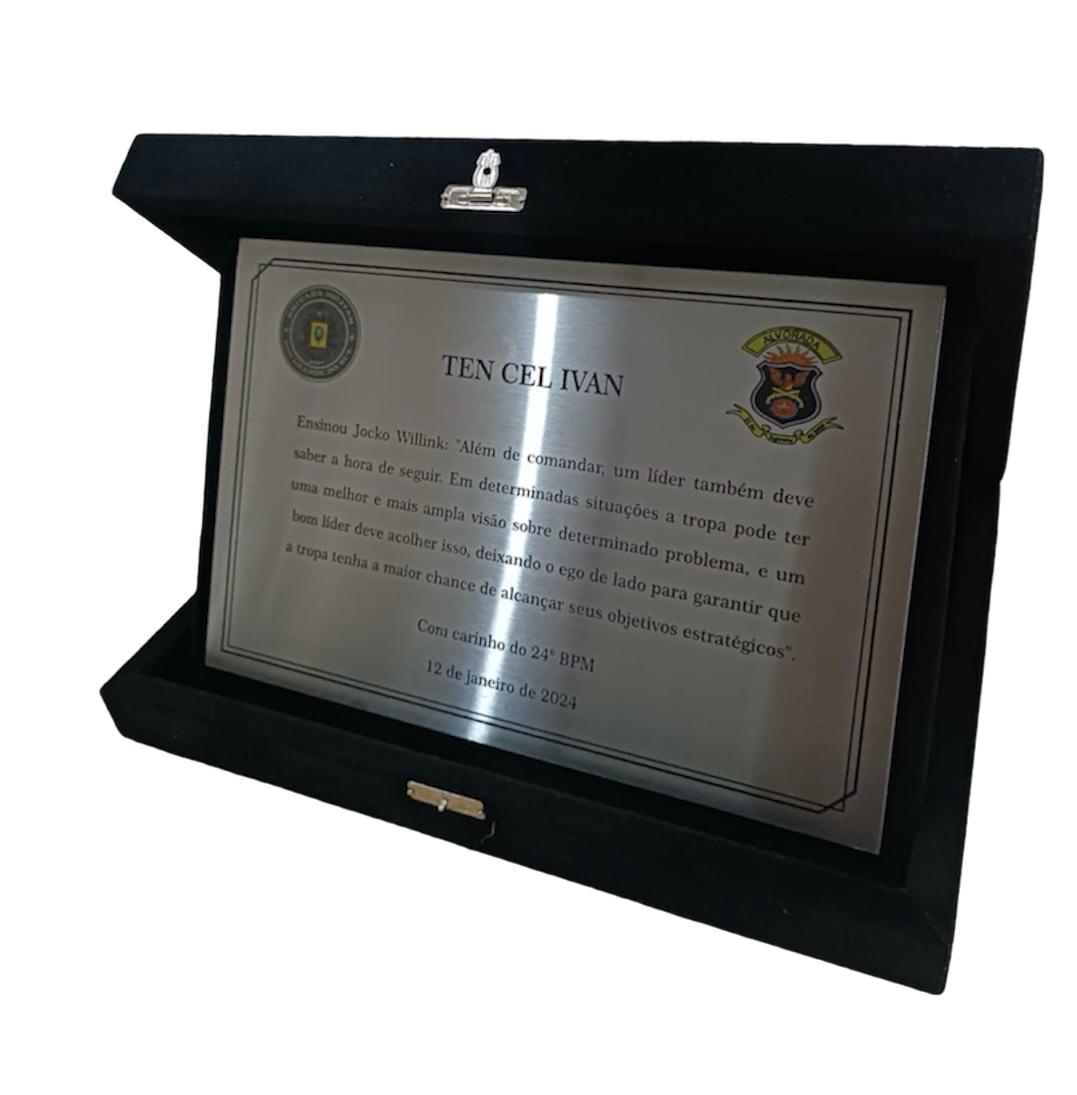 BRIGADA MILITAR
ALVORADA
TEN CEL IVAN
Ensinou Jocko Willink: "Além de comandar, um líder também deve
saber a hora de seguir. Em determinadas situações a tropa pode ter
uma melhor e mais ampla visão sobre determinado problema, e um
bom líder deve acolher isso, deixando o ego de lado para garantir que
a tropa tenha a maior chance de alcançar seus objetivos estratégicos".
Com carinho do 24° BPM
12 de janeiro de 2024